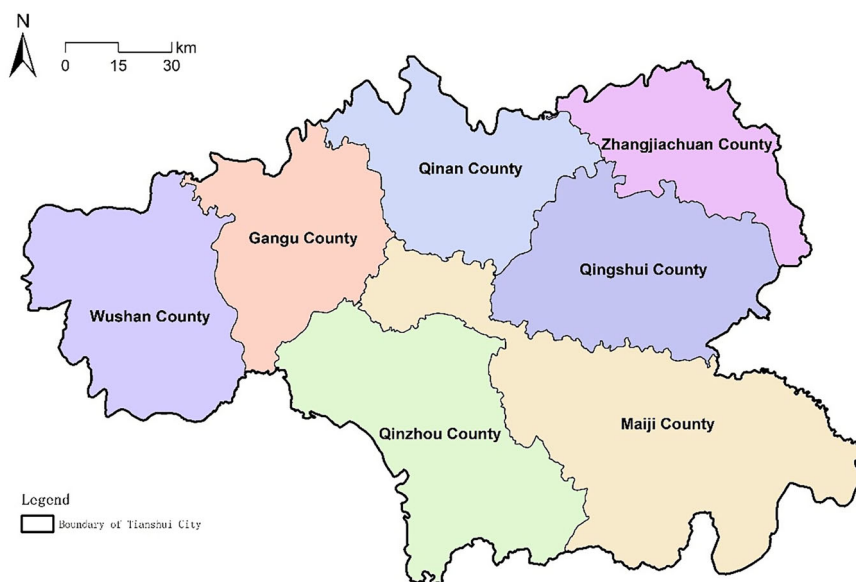 N
km
0 15 30
Zhangjiachuan County
Qinan County
Gangu County
Qingshui County
Wushan County
Maiji County
Qinzhou County
Legend
Boundary of Tianshui City